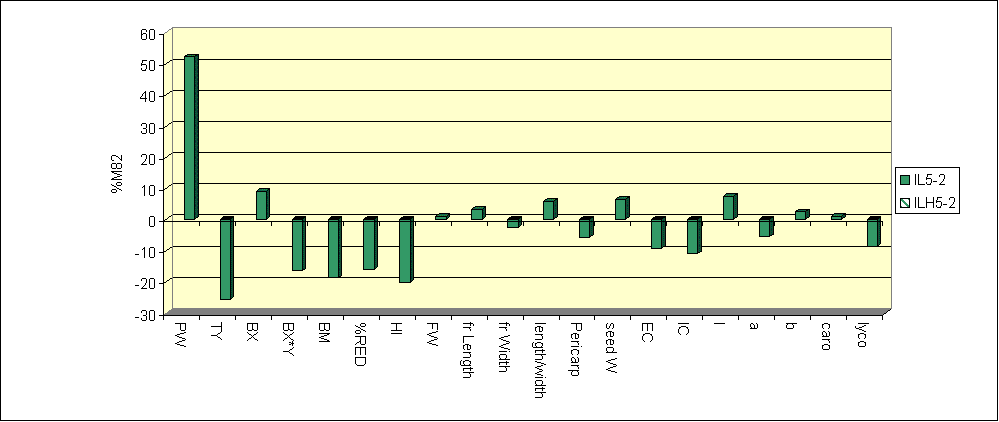 60
50
40
30
20
10
0
-10
-20
-30
%M82
PW
TY
BX
BX*Y
BM
%RED
HI
FW
fr Length
fr Width
length/width
Pericarp
seed W
EC
IC
l
a
b
caro
lyco
IL5-2
ILH5-2